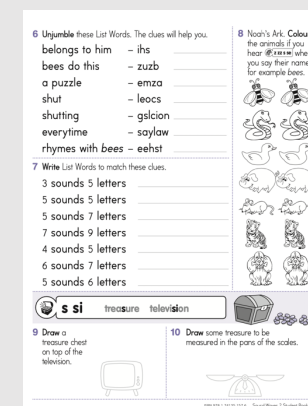 6 Unjumble these List Words. The clues will help you.
belongs to him – ihs
bees do this – zuzb
a puzzle – emza
shut – leocs
shutting – gslcion
everytime – saylaw
rhymes with bees – eehst
7 Write List Words to match these clues.
3 sounds 5 letters
5 sounds 5 letters
5 sounds 7 letters
7 sounds 9 letters
4 sounds 5 letters
6 sounds 7 letters
5 sounds 6 letters
8 Noah's Ark. Colour
the animals if you
hear
you say their name
for example bees.
s si treasure television
9 Draw a
treasure chest
on top of the
television.
10 Draw some treasure to be
measured in the pans of the scales.